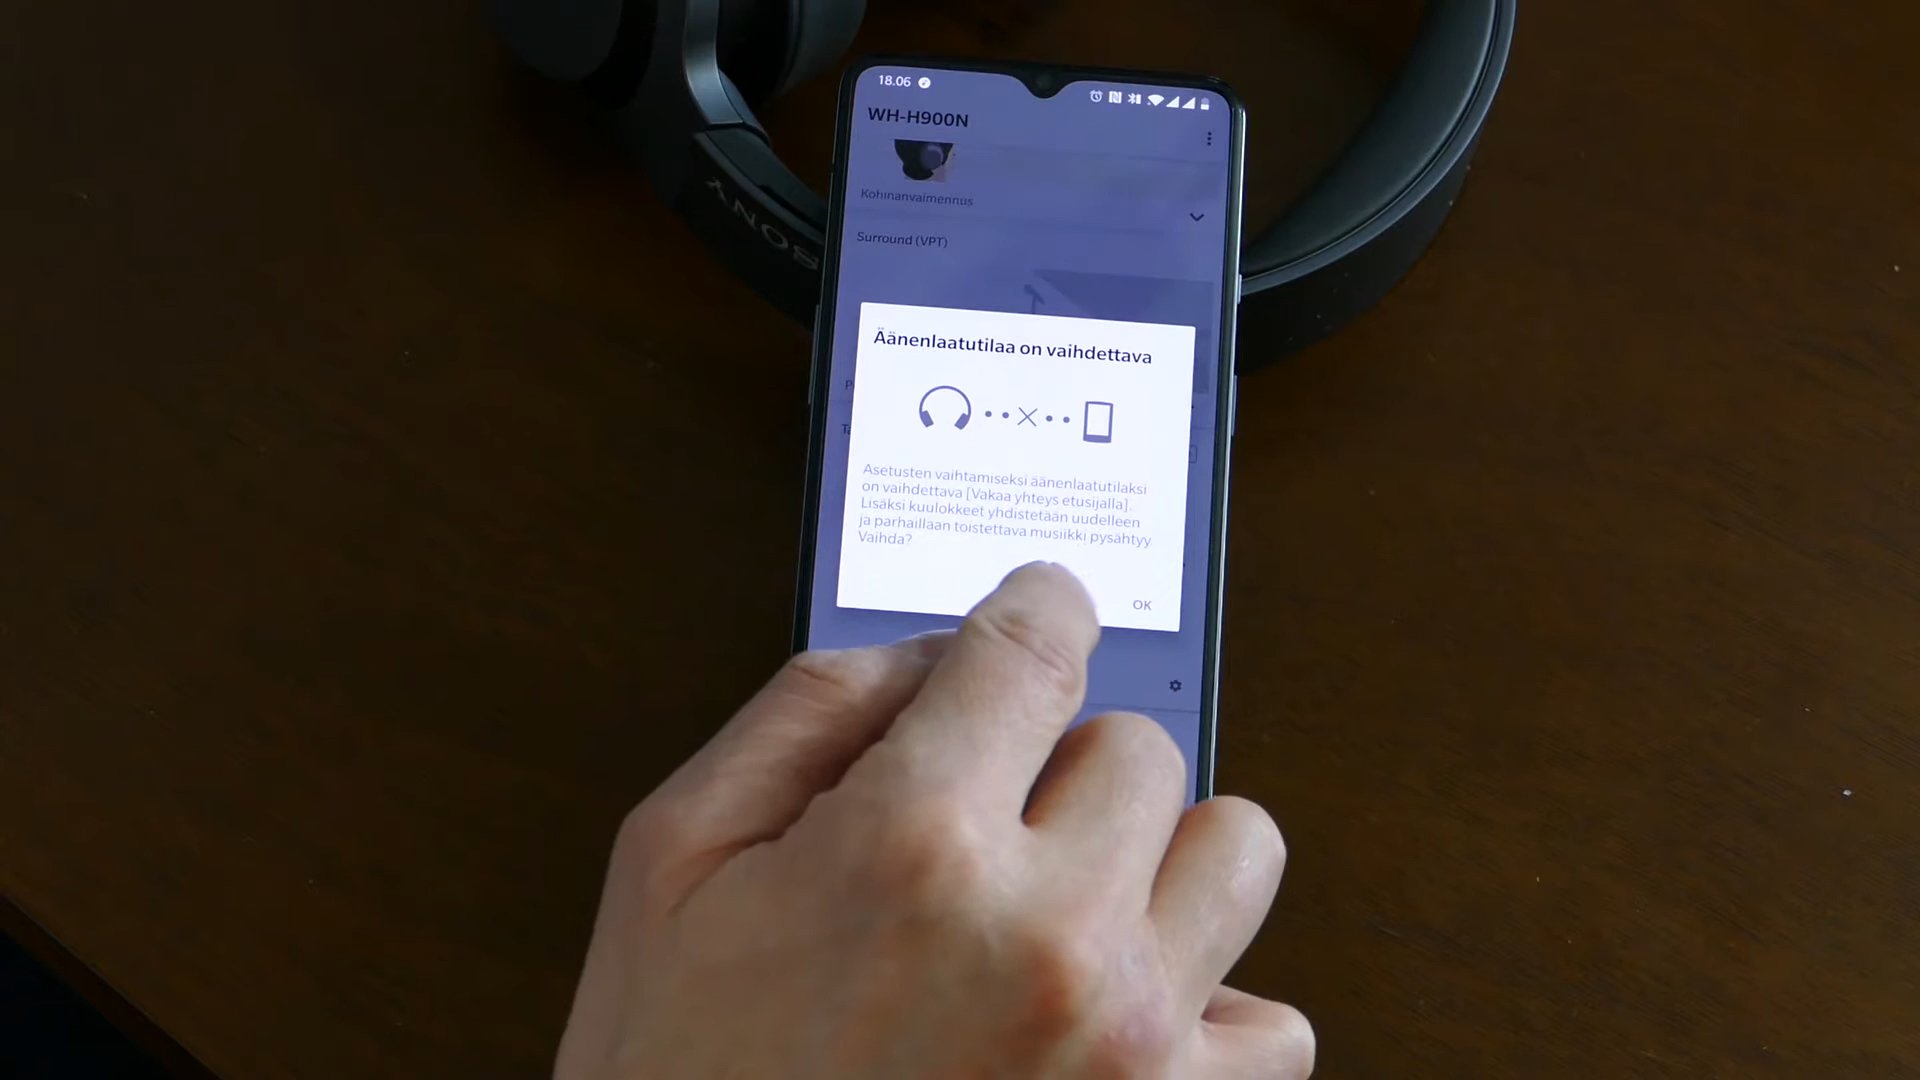 18.06
WH-H900N
Kohinanvaimennus
Surround (VPT)
SONY
Äänenlaatutilaa on vaihdettava
Asetusten vaihtamiseksi äänenlaatutilaksi
on vaihdettava [Vakaa yhteys etusijalla].
Lisäksi kuulokkeet yhdistetään uudelleen
ja parhaillaan toistettava musiikki pysähtyy.
Vaihda?
OK